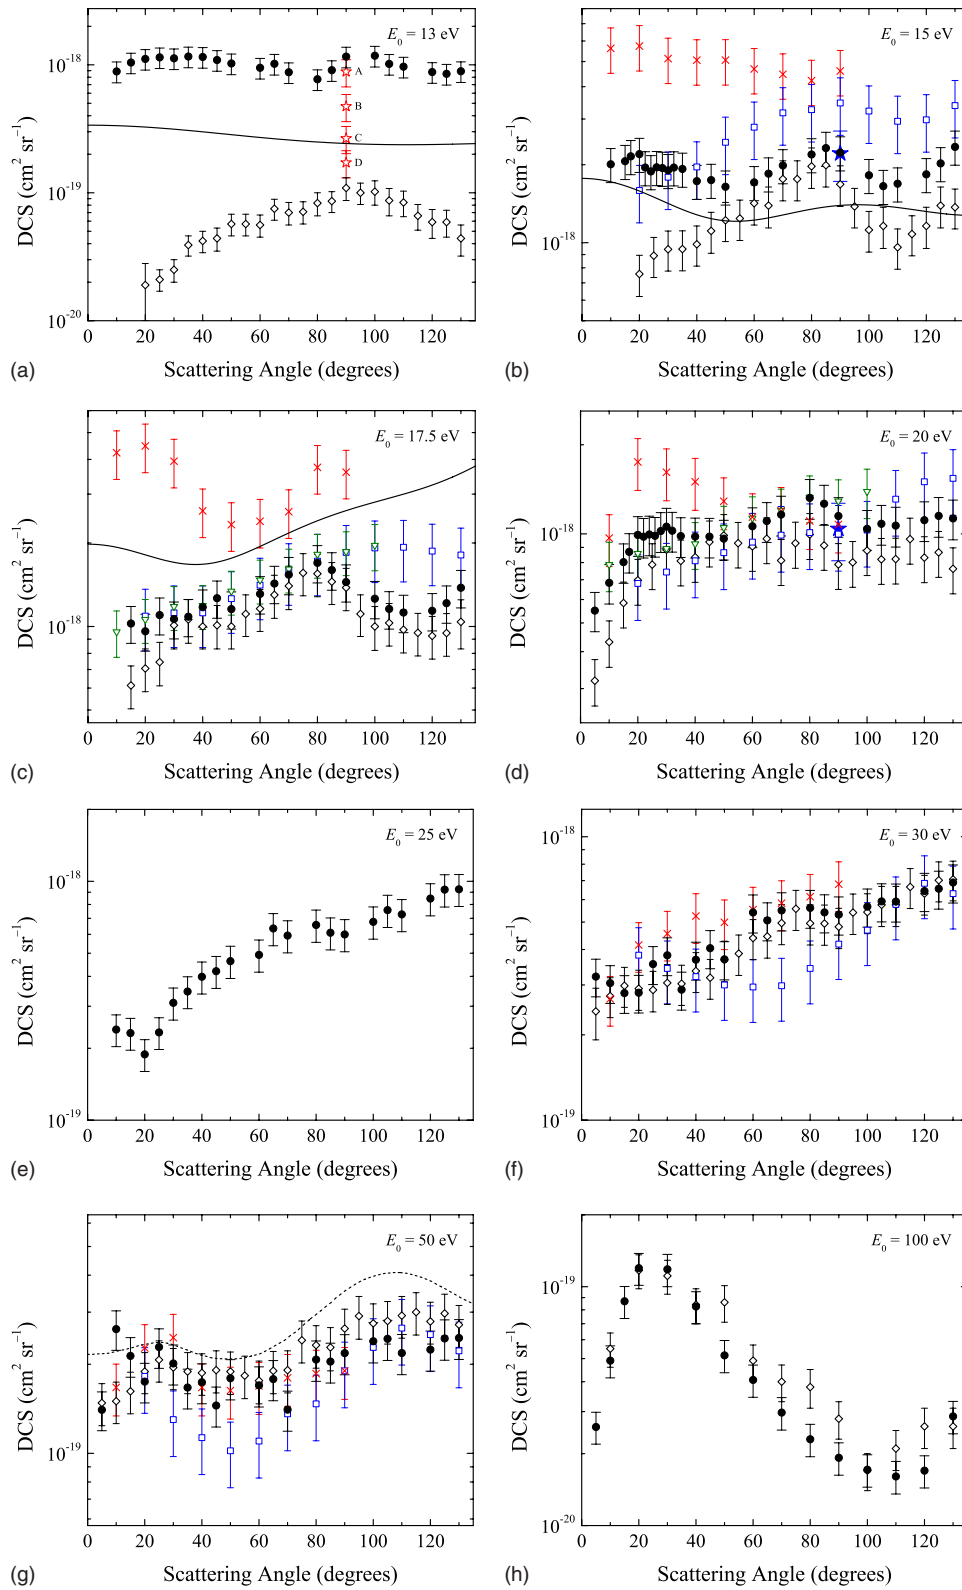 E0 = 13 eV
10-18
A
B
C
D
10-19
10-20
DCS (cm2 sr-1)
0 20 40 60 80 100 120
Scattering Angle (degrees)
(a)
E0 = 15 eV
10-18
DCS (cm2 sr-1)
0 20 40 60 80 100 120
Scattering Angle (degrees)
(b)
E0 = 17.5 eV
10-18
DCS (cm2 sr-1)
0 20 40 60 80 100 120
Scattering Angle (degrees)
(c)
E0 = 20 eV
10-18
DCS (cm2 sr-1)
0 20 40 60 80 100 120
Scattering Angle (degrees)
(d)
E0 = 25 eV
10-18
10-19
DCS (cm2 sr-1)
0 20 40 60 80 100 120
Scattering Angle (degrees)
(e)
E0 = 30 eV
10-18
10-19
DCS (cm2 sr-1)
0 20 40 60 80 100 120
Scattering Angle (degrees)
(f)
E0 = 50 eV
10-19
DCS (cm2 sr-1)
0 20 40 60 80 100 120
Scattering Angle (degrees)
(g)
E0 = 100 eV
10-19
10-20
DCS (cm2 sr-1)
0 20 40 60 80 100 120
Scattering Angle (degrees)
(h)